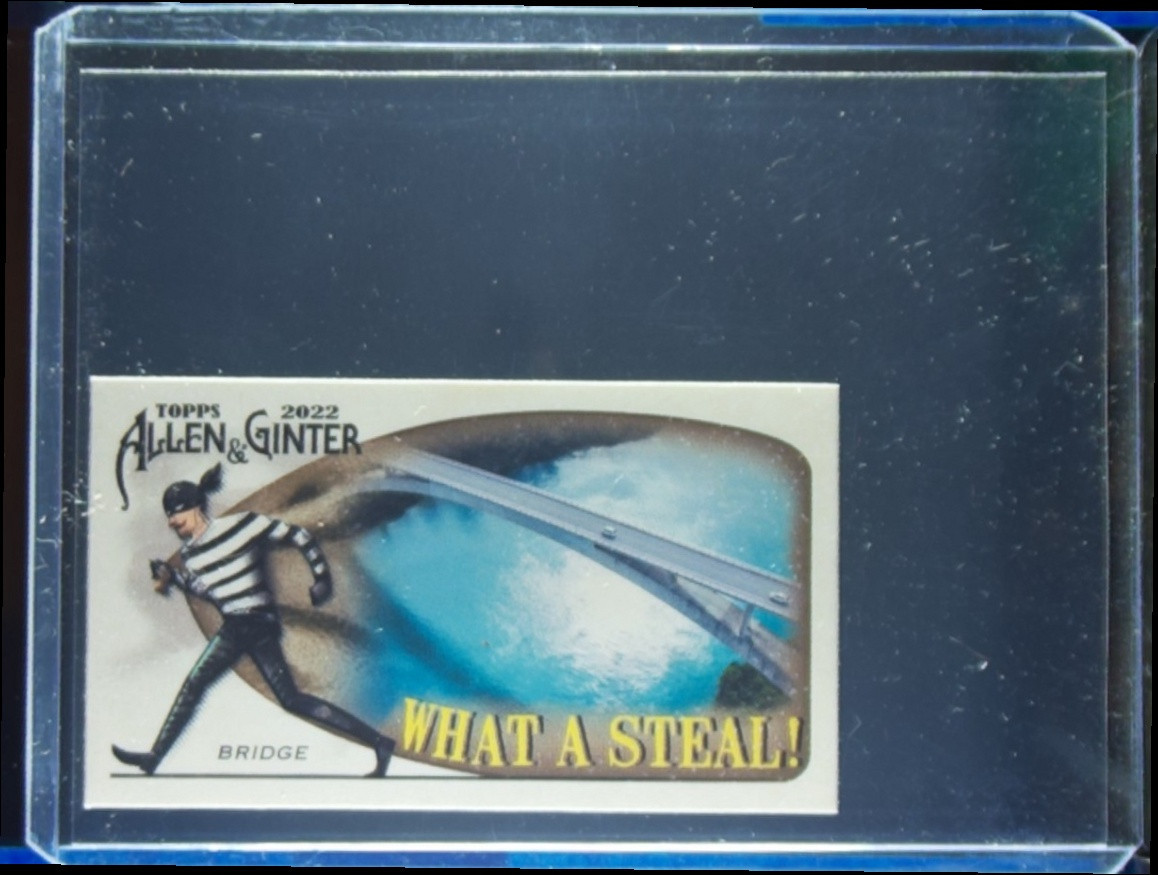 TOPPS 2022
ALLEN & GINTER
BRIDGE
WHAT A STEAL!